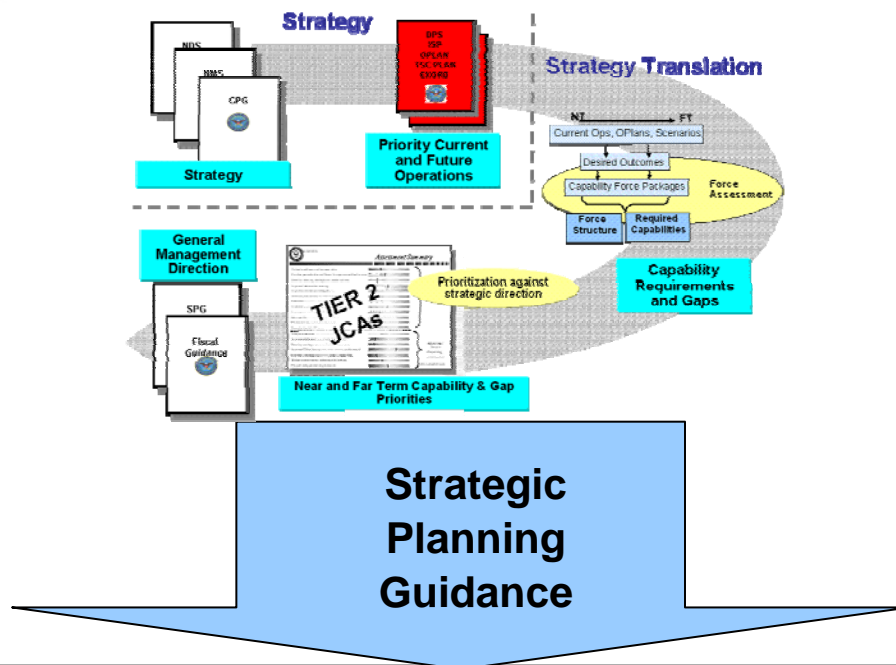 Strategy
Strategy Translation
NDS
NMS
CPG
Strategy
DPS
ISP
OPLAN
EXORD
Priority Current
and Future
Operations
NT
FT
Current Ops, OPlans, Scenarios
Desired Outcomes
Capability Force Packages
Force
Assessment
Force
Structure
Required
Capabilities
Capability
Requirements
and Gaps
General
Management
Direction
SPG
Fiscal
Guidance
Assessment Summary
TIER 2
JCAs
Prioritization against
strategic direction
Near and Far Term Capability & Gap
Priorities
Strategic
Planning
Guidance